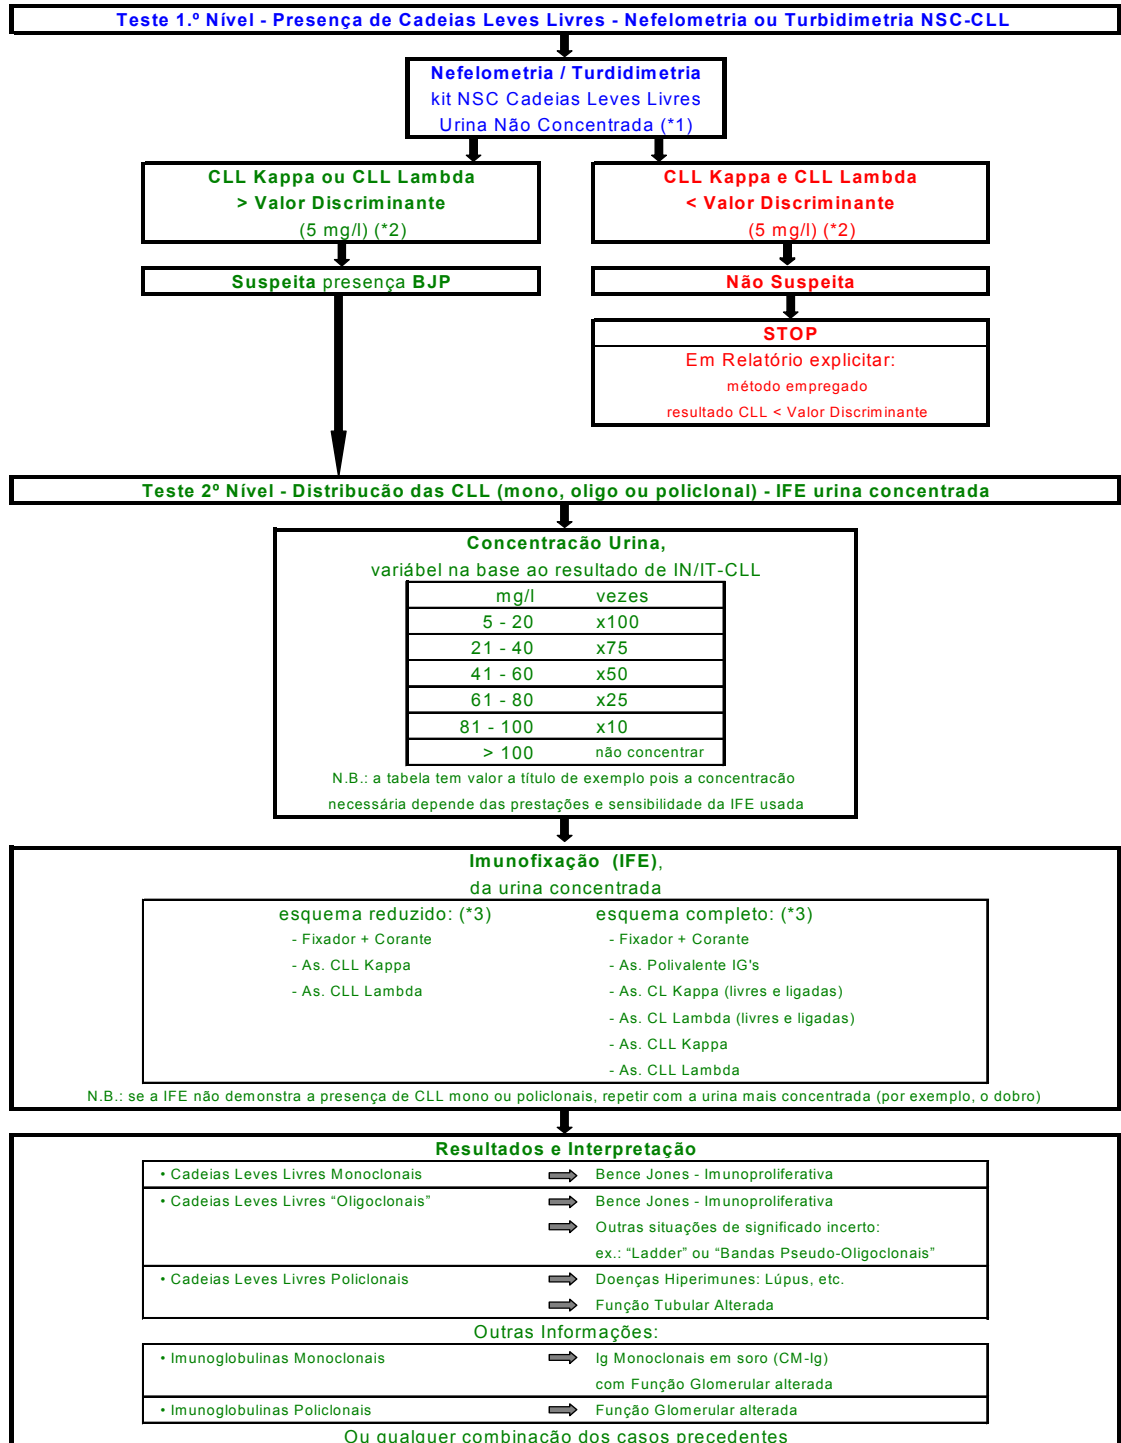 Teste 1.º Nível - Presença de Cadeias Leves Livres - Nefelometria ou Turbidimetria NSC-CLL
Nefelometria / Turdidimetria
kit NSC Cadeias Leves Livres
Urina Não Concentrada (*1)
CLL Kappa ou CLL Lambda
> Valor Discriminante
(5 mg/l) (*2)
CLL Kappa e CLL Lambda
< Valor Discriminante
(5 mg/l) (*2)
Suspeita presença BJP
Não Suspeita
STOP
Em Relatório explicitar:
método empregado
resultado CLL < Valor Discriminante
Teste 2º Nível - Distribucão das CLL (mono, oligo ou policlonal) - IFE urina concentrada
Concentracão Urina,
variábel na base ao resultado de IN/IT-CLL
mg/l vezes
5 - 20 x100
21 - 40 x75
41 - 60 x50
61 - 80 x25
81 - 100 x10
> 100 não concentrar
N.B.: a tabela tem valor a título de exemplo pois a concentracão
necessária depende das prestações e sensibilidade da IFE usada
Imunofixação (IFE),
da urina concentrada
esquema reduzido: (*3)
- Fixador + Corante
- As. CLL Kappa
- As. CLL Lambda
esquema completo: (*3)
- Fixador + Corante
- As. Polivalente IG's
- As. CL Kappa (livres e ligadas)
- As. CL Lambda (livres e ligadas)
- As. CLL Kappa
- As. CLL Lambda
N.B.: se a IFE não demonstra a presença de CLL mono ou policlonais, repetir com a urina mais concentrada (por exemplo, o dobro)
Resultados e Interpretação
• Cadeias Leves Livres Monoclonais Bence Jones - Imunoproliferativa
• Cadeias Leves Livres “Oligoclonais” Bence Jones - Imunoproliferativa
Outras situações de significado incerto:
ex.: “Ladder” ou “Bandas Pseudo-Oligoclonais”
• Cadeias Leves Livres Policlonais Doenças Hiperimunes: Lúpus, etc.
Função Tubular Alterada
Outras Informações:
• Imunoglobulinas Monoclonais Ig Monoclonais em soro (CM-Ig)
com Função Glomerular alterada
• Imunoglobulinas Policlonais Função Glomerular alterada
Ou qualquer combinação dos casos precedentes